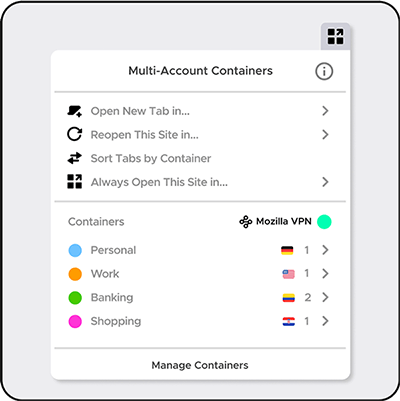 Multi-Account Containers
Open New Tab in...
Reopen This Site in...
Sort Tabs by Container
Always Open This Site in...
Containers Mozilla VPN
Personal 1
Work 1
Banking 2
Shopping 1
Manage Containers